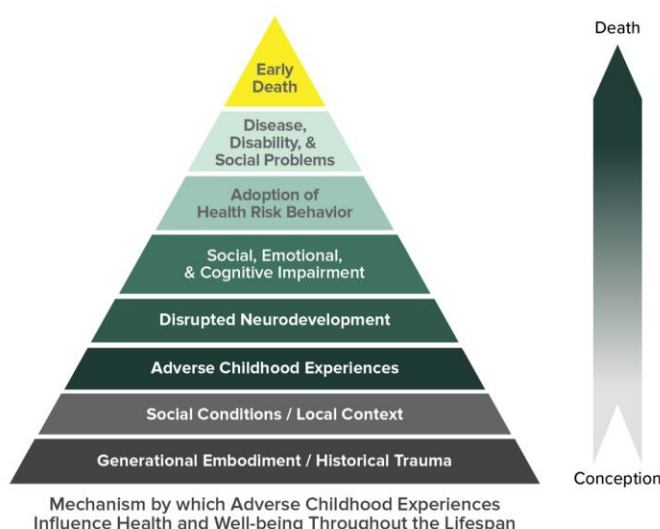 Death
Early
Death
Disease,
Disability, &
Social Problems
Adoption of
Health Risk Behavior
Social, Emotional,
& Cognitive Impairment
Disrupted Neurodevelopment
Adverse Childhood Experiences
Social Conditions / Local Context
Generational Embodiment / Historical Trauma
Conception
Mechanism by which Adverse Childhood Experiences
Influence Health and Well-being Throughout the Lifespan